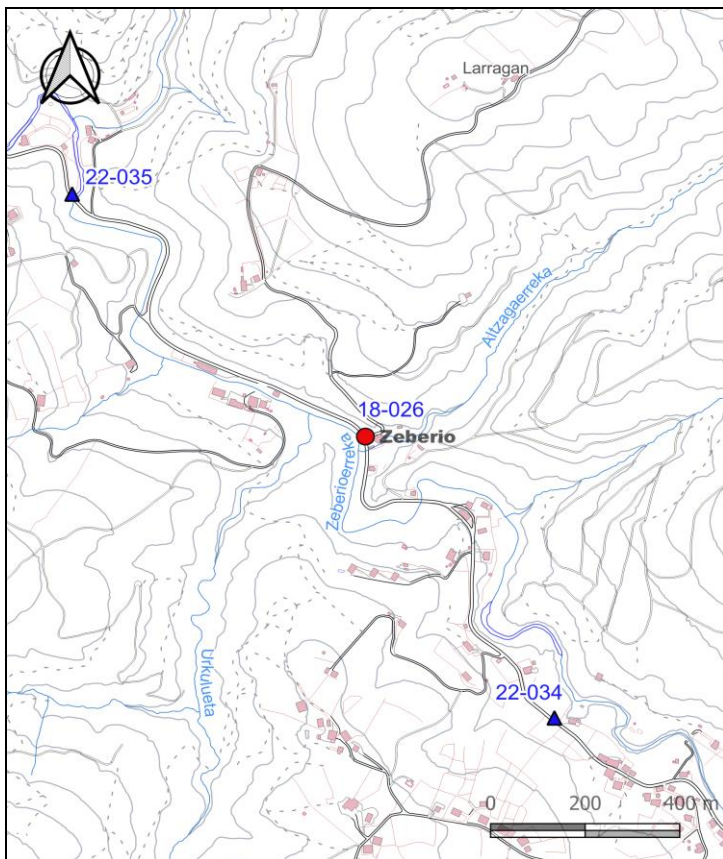 Larragan
22-035
Altzagaerreka
18-026
Zeberio
Zeberioerreka
Urkulueta
22-034
0 200 400 m